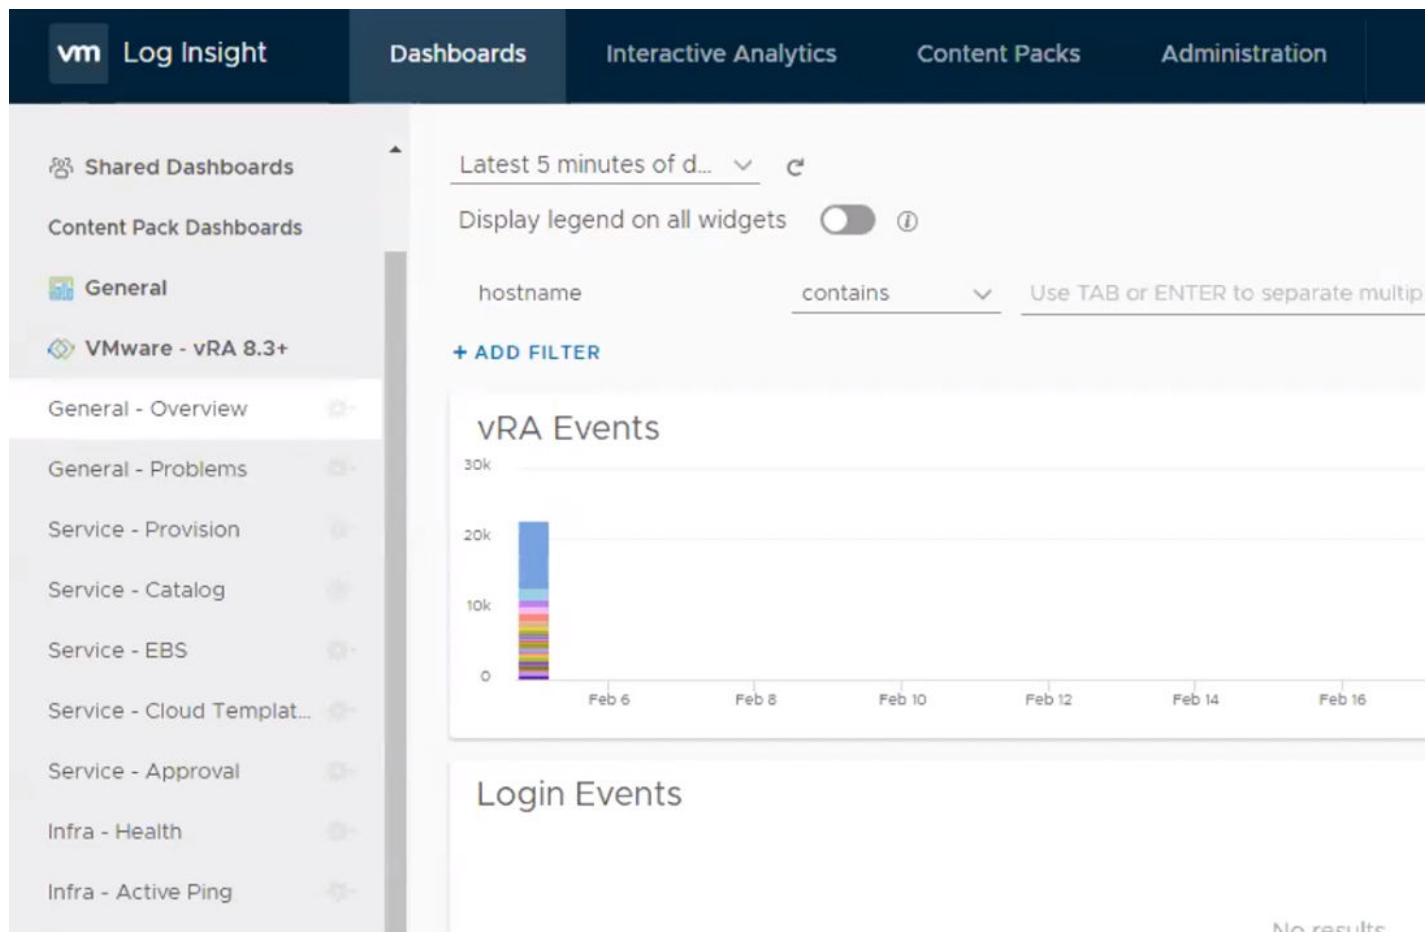 vm Log Insight Dashboards Interactive Analytics Content Packs Administration
Shared Dashboards
Content Pack Dashboards
General
VMware - vRA 8.3+
General - Overview
General - Problems
Service - Provision
Service - Catalog
Service - EBS
Service - Cloud Templat...
Service - Approval
Infra - Health
Infra - Active Ping
Latest 5 minutes of d...
Display legend on all widgets
hostname contains Use TAB or ENTER to separate multip
+ ADD FILTER
vRA Events
30k
20k
10k
0
Feb 6 Feb 8 Feb 10 Feb 12 Feb 14 Feb 16
Login Events
No results